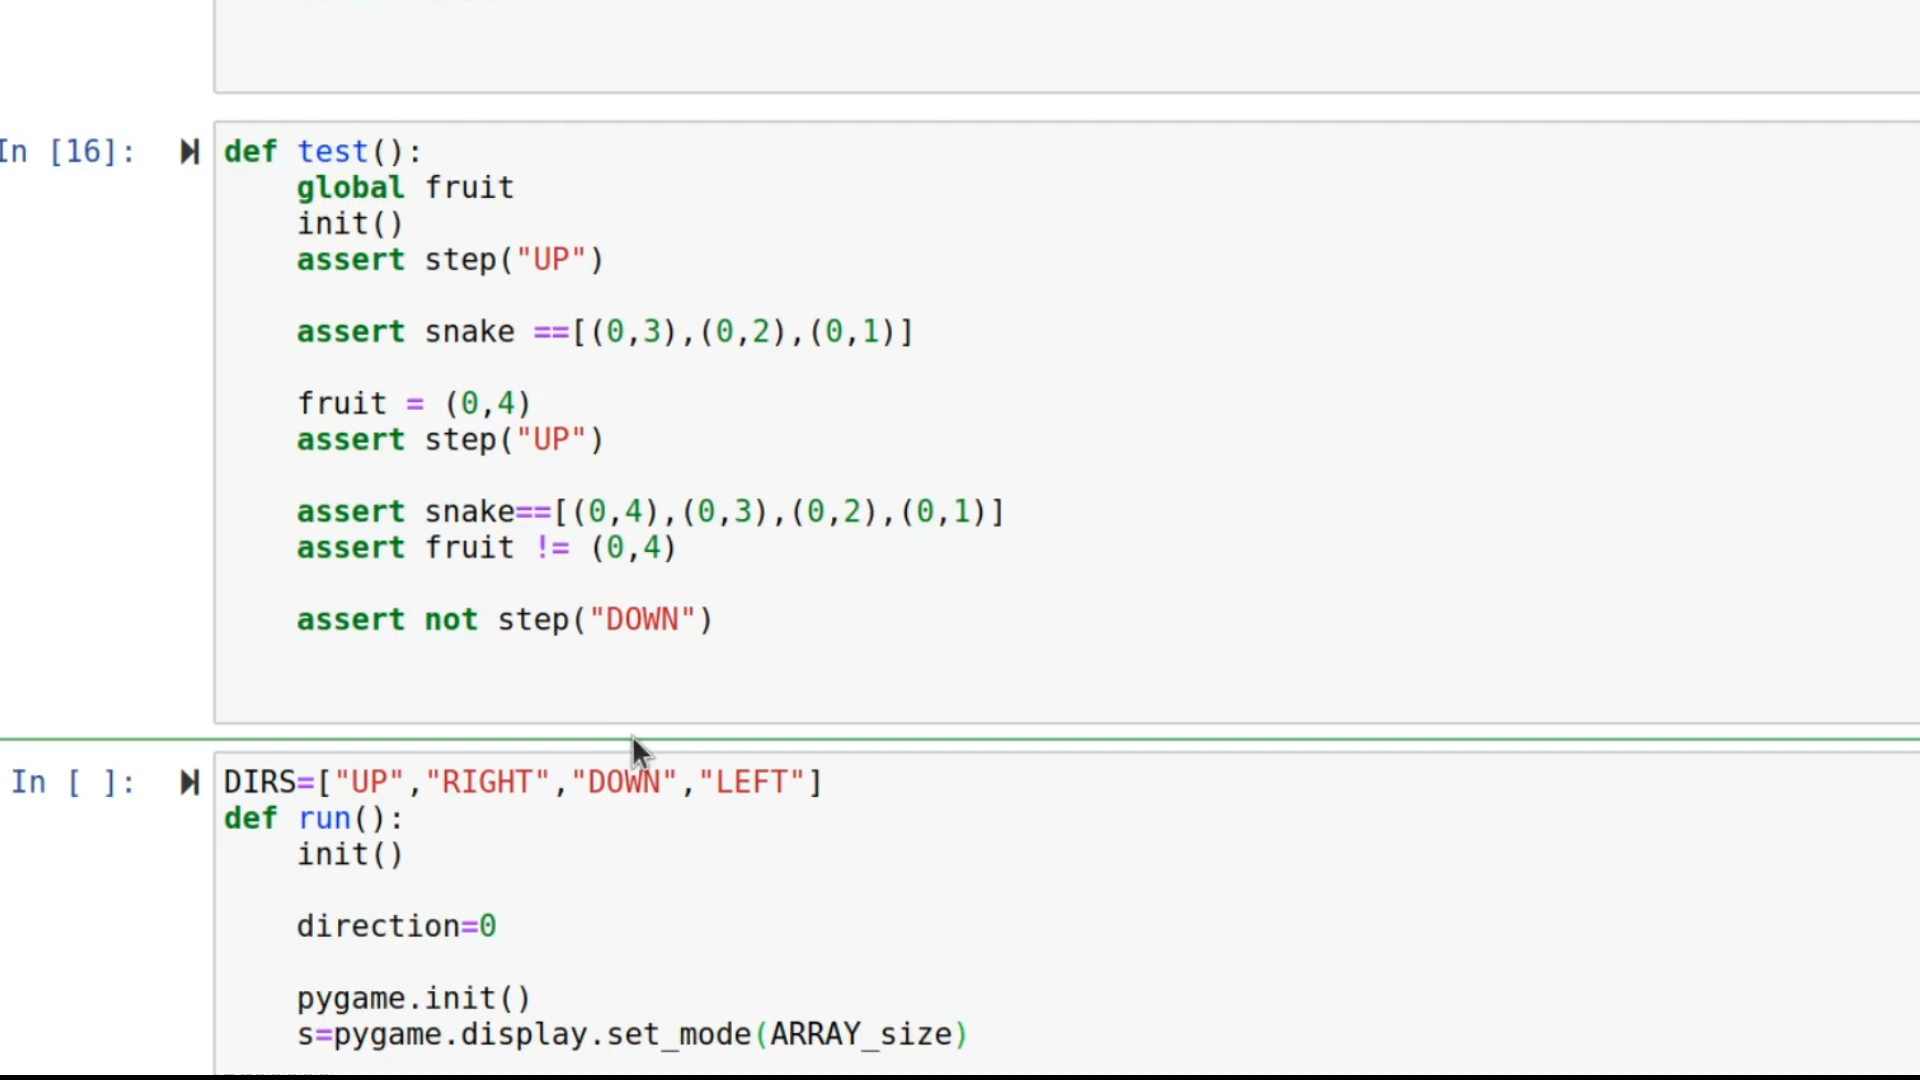 In [16]:
def test():
    global fruit
    init()
    assert step("UP")
    assert snake ==[(0,3),(0,2),(0,1)]
    fruit = (0,4)
    assert step("UP")
    assert snake==[(0,4),(0,3),(0,2),(0,1)]
    assert fruit != (0,4)
    assert not step("DOWN")
In [ ]:
DIRS=["UP","RIGHT","DOWN","LEFT"]
def run():
    init()
    direction=0
    pygame.init()
    s=pygame.display.set_mode(ARRAY_size)